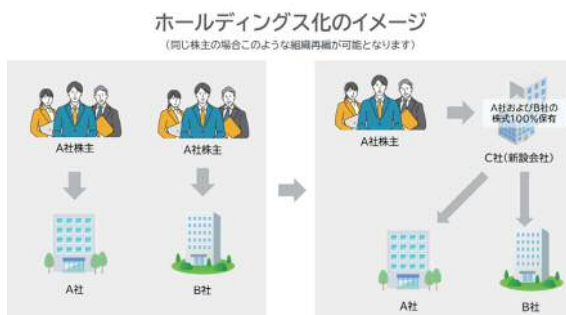 ホールディングス化のイメージ
(同じ株主の場合このような組織再編が可能となります)
A社株主
A社株主
A社
B社
A社株主
A社およびB社の
株式100%保有
C社(新設会社)
A社
B社